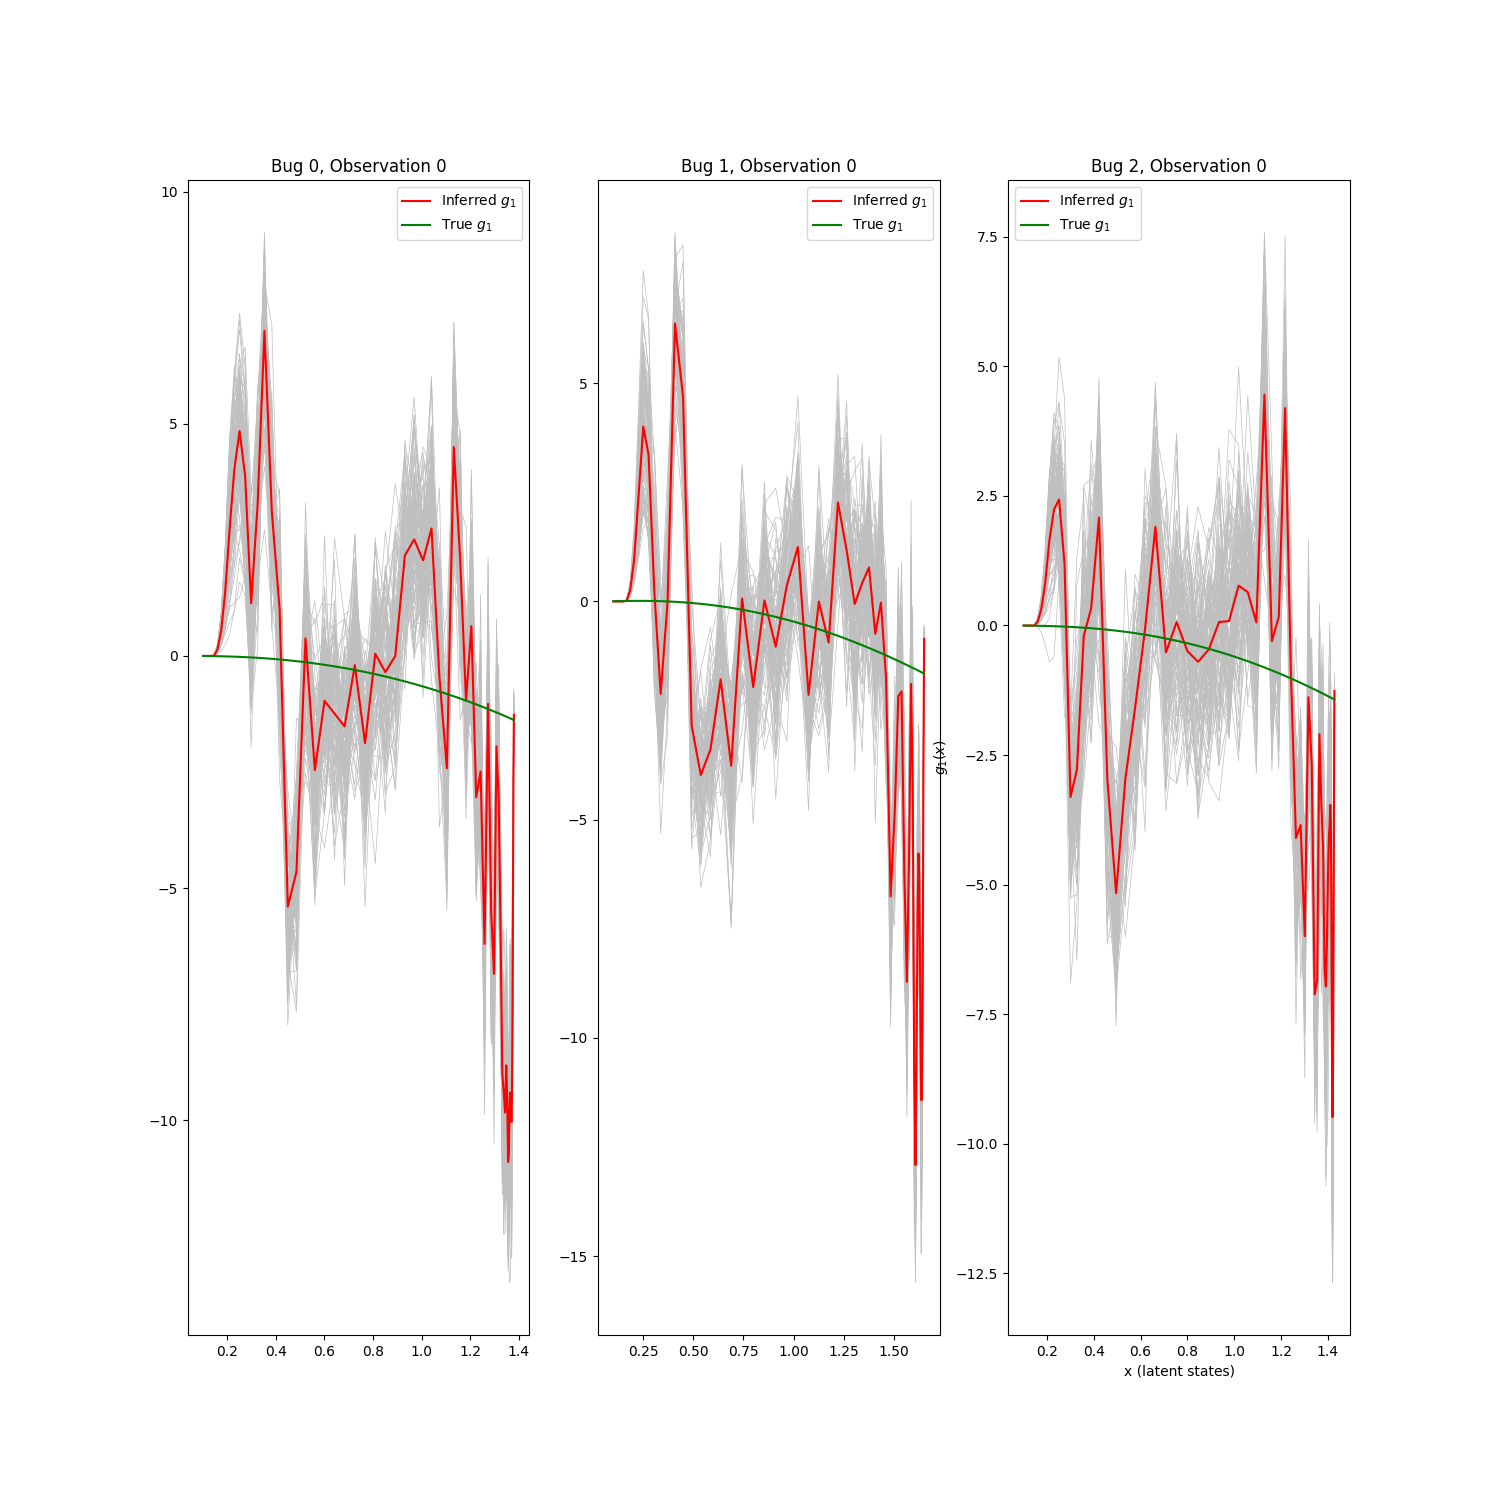 Bug 0, Observation 0
Inferred g₁
True g₁
10
5
0
−5
−10
0.2 0.4 0.6 0.8 1.0 1.2 1.4
Bug 1, Observation 0
Inferred g₁
True g₁
5
0
−5
−10
−15
0.25 0.50 0.75 1.00 1.25 1.50
Bug 2, Observation 0
Inferred g₁
True g₁
g₁(x)
7.5
5.0
2.5
0.0
−2.5
−5.0
−7.5
−10.0
−12.5
0.2 0.4 0.6 0.8 1.0 1.2 1.4
x (latent states)